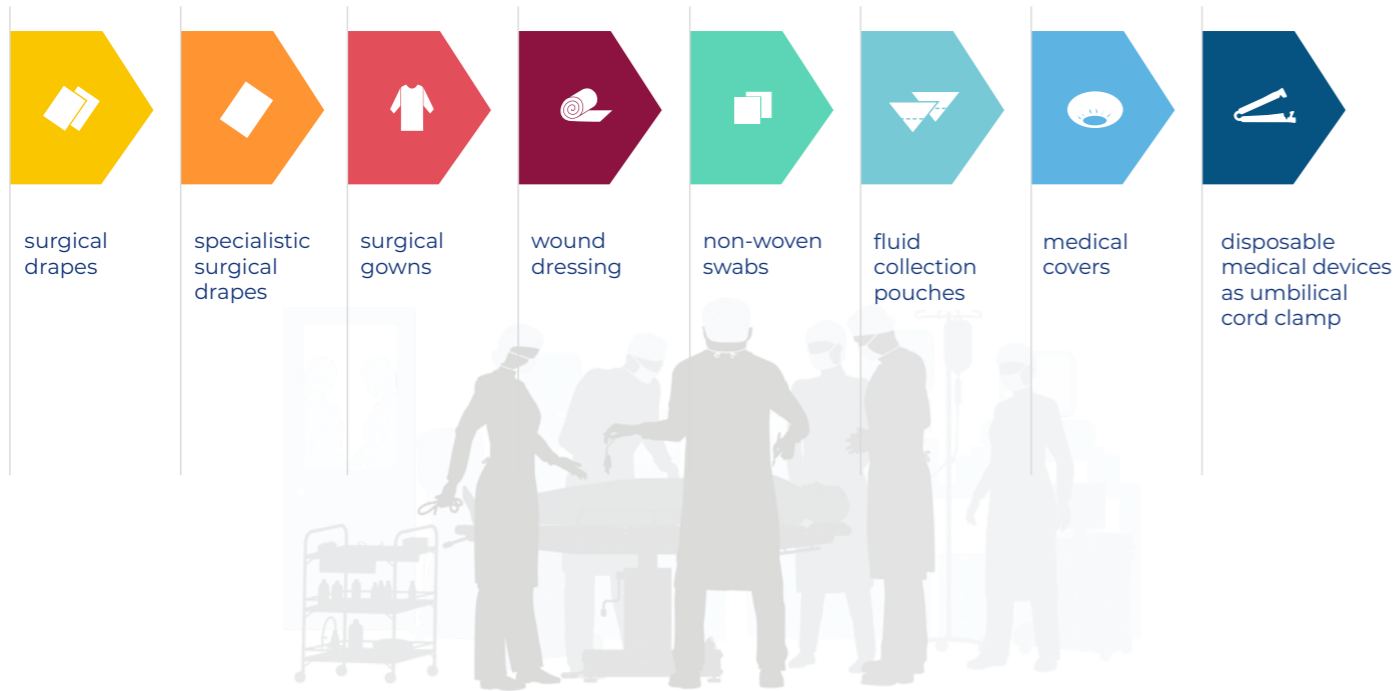 surgical
drapes
specialistic
surgical
drapes
surgical
gowns
wound
dressing
non-woven
swabs
fluid
collection
pouches
medical
covers
disposable
medical devices
as umbilical
cord clamp